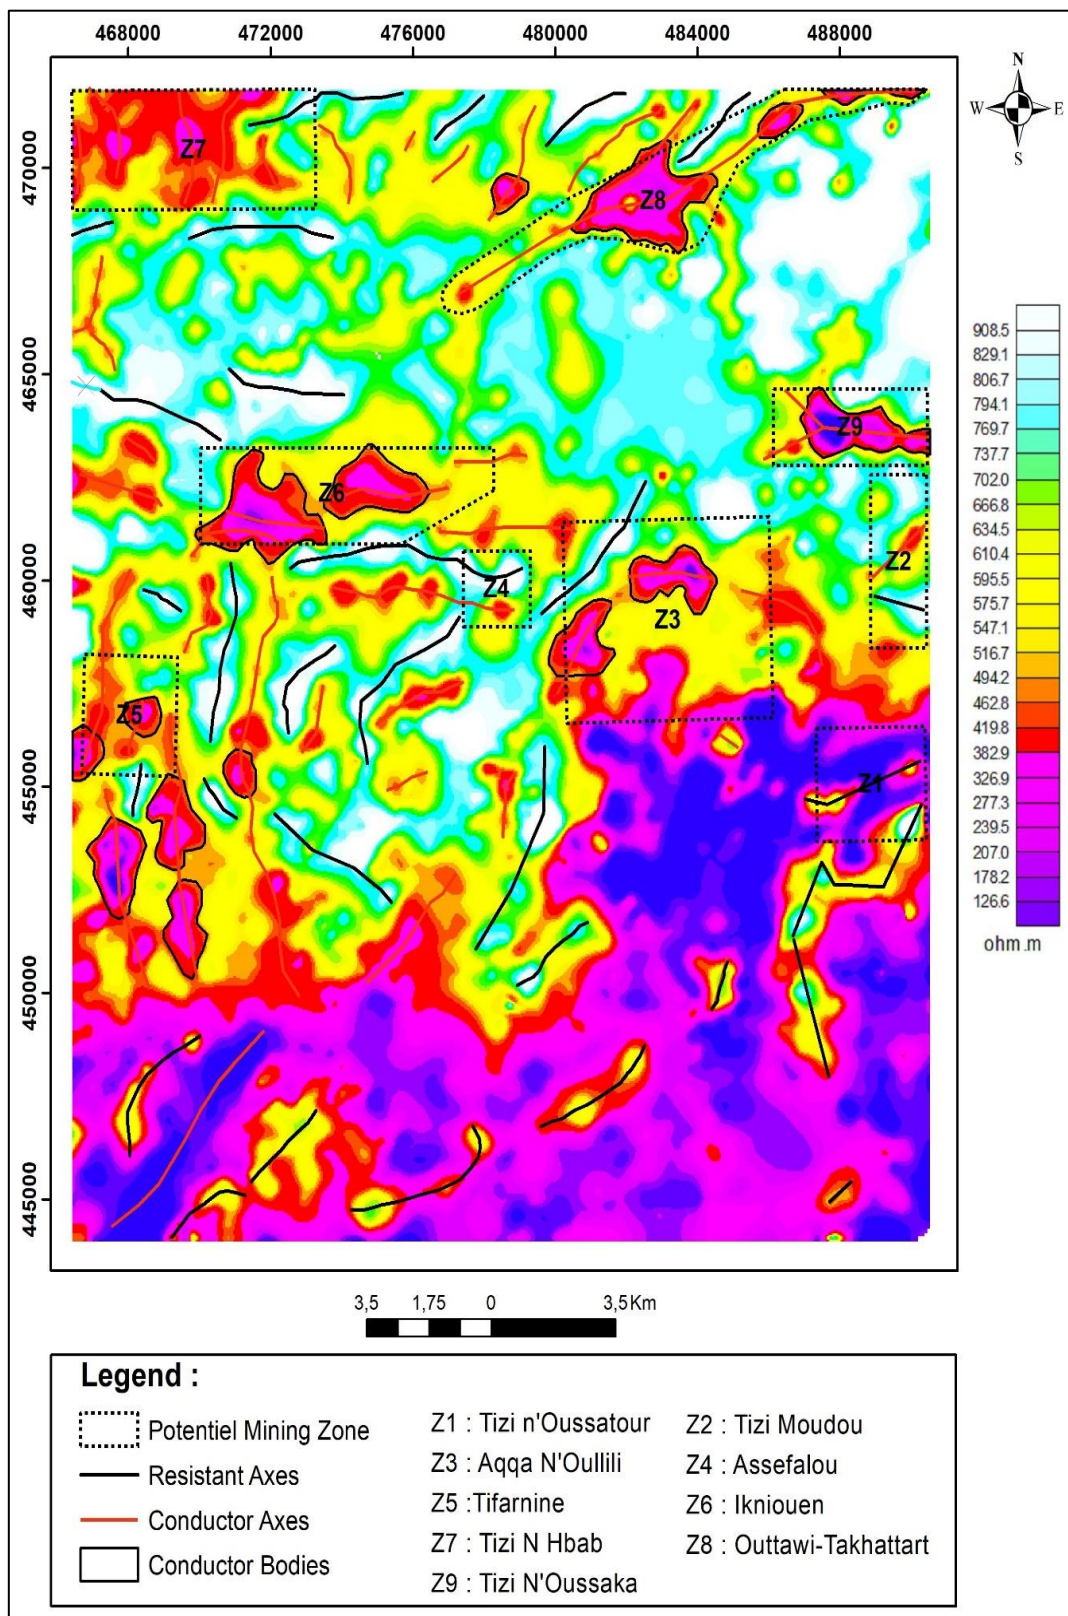 468000 472000 476000 480000 484000 488000
N
W E
S
470000
465000
460000
455000
450000
445000
Z7
Z8
Z9
Z6
Z2
Z4
Z3
Z5
Z1
908.5
829.1
806.7
794.1
769.7
737.7
702.0
666.8
634.5
610.4
595.5
575.7
547.1
516.7
494.2
462.8
419.8
382.9
326.9
277.3
239.5
207.0
178.2
126.6
ohm.m
3,5 1,75 0 3,5Km
Legend :
Potentiel Mining Zone
Resistant Axes
Conductor Axes
Conductor Bodies
Z1 : Tizi n'Oussatour
Z3 : Aqqa N'Oullili
Z5 :Tifarnine
Z7 : Tizi N Hbab
Z9 : Tizi N'Oussaka
Z2 : Tizi Moudou
Z4 : Assefalou
Z6 : Ikniouen
Z8 : Outtawi-Takhattart